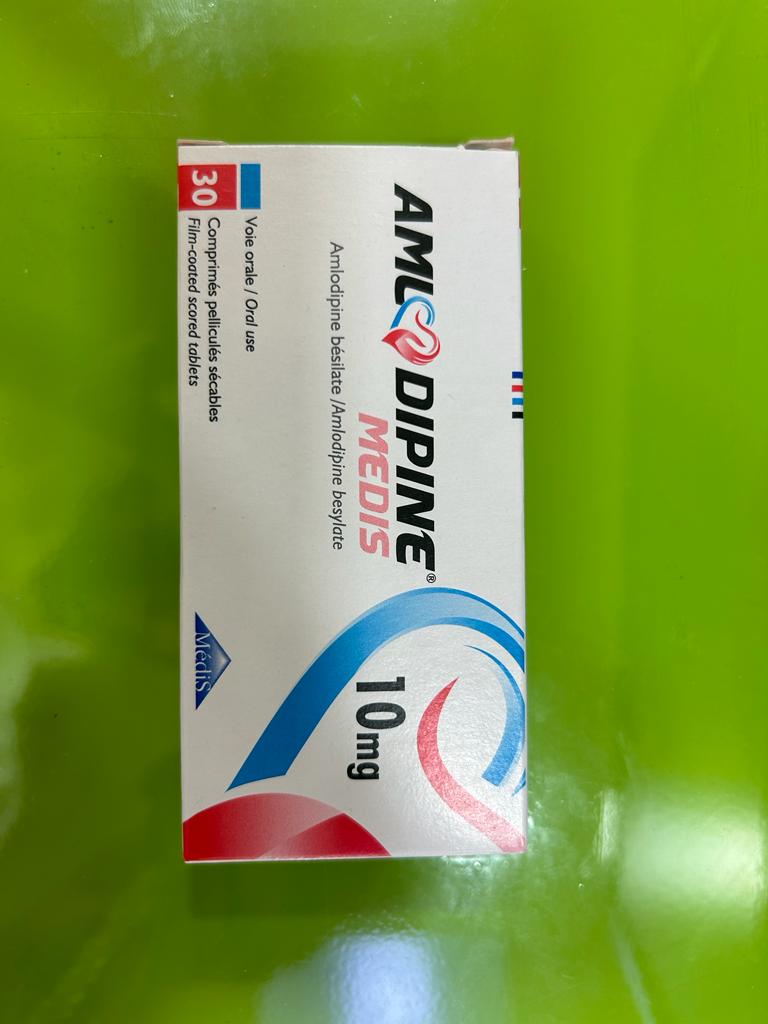 AMLODIPINE®
MEDIS
10mg
Amlodipine bésilate /Amlodipine besylate
Voie orale / Oral use
30 Comprimés pelliculés sécables
Film-coated scored tablets
MédiS